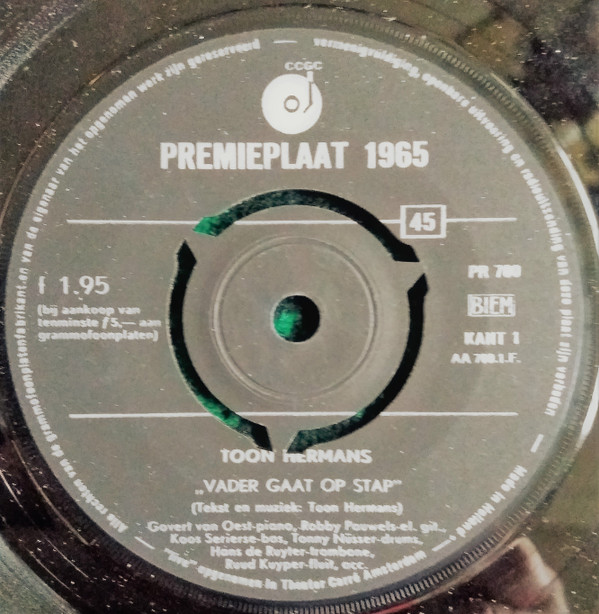 Alle rechten van de grammofoonplatenfabrikant en van de eigenaar van het opgenomen werk zijn gereserveerd — vermenigvuldiging, openbare uitvoering en radiouitzending van deze plaat zijn verboden — Made in Holland
CCGC
PREMIEPLAAT 1965
45
PR 700
f 1.95
BIEM
(bij aankoop van
tenminste f 5,— aan
grammofoonplaten)
KANT 1
AA 700.1.F.
TOON HERMANS
„VADER GAAT OP STAP”
(Tekst en muziek: Toon Hermans)
Govert van Oest-piano, Robby Pauwels-el. git.,
Koos Serierse-bas, Tonny Nüsser-drums,
Hans de Ruyter-trombone,
Ruud Kuyper-fluit, acc.
— "live" opgenomen in Theater Carré Amsterdam —